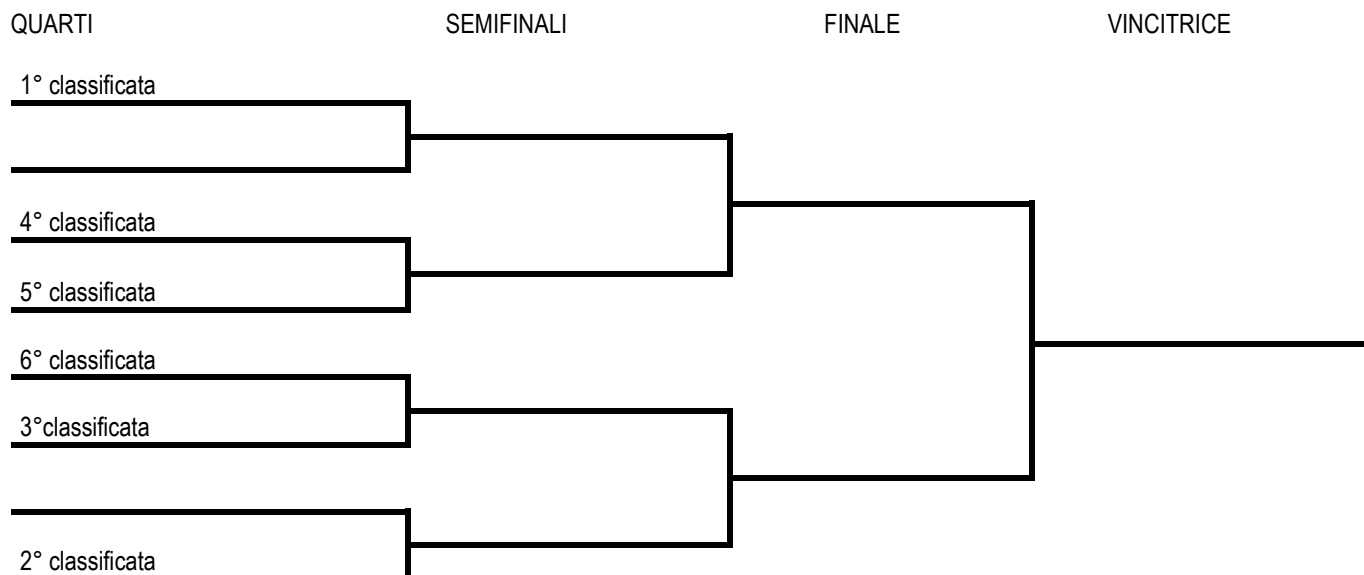 QUARTI SEMIFINALI FINALE VINCITRICE
1° classificata
4° classificata
5° classificata
6° classificata
3°classificata
2° classificata